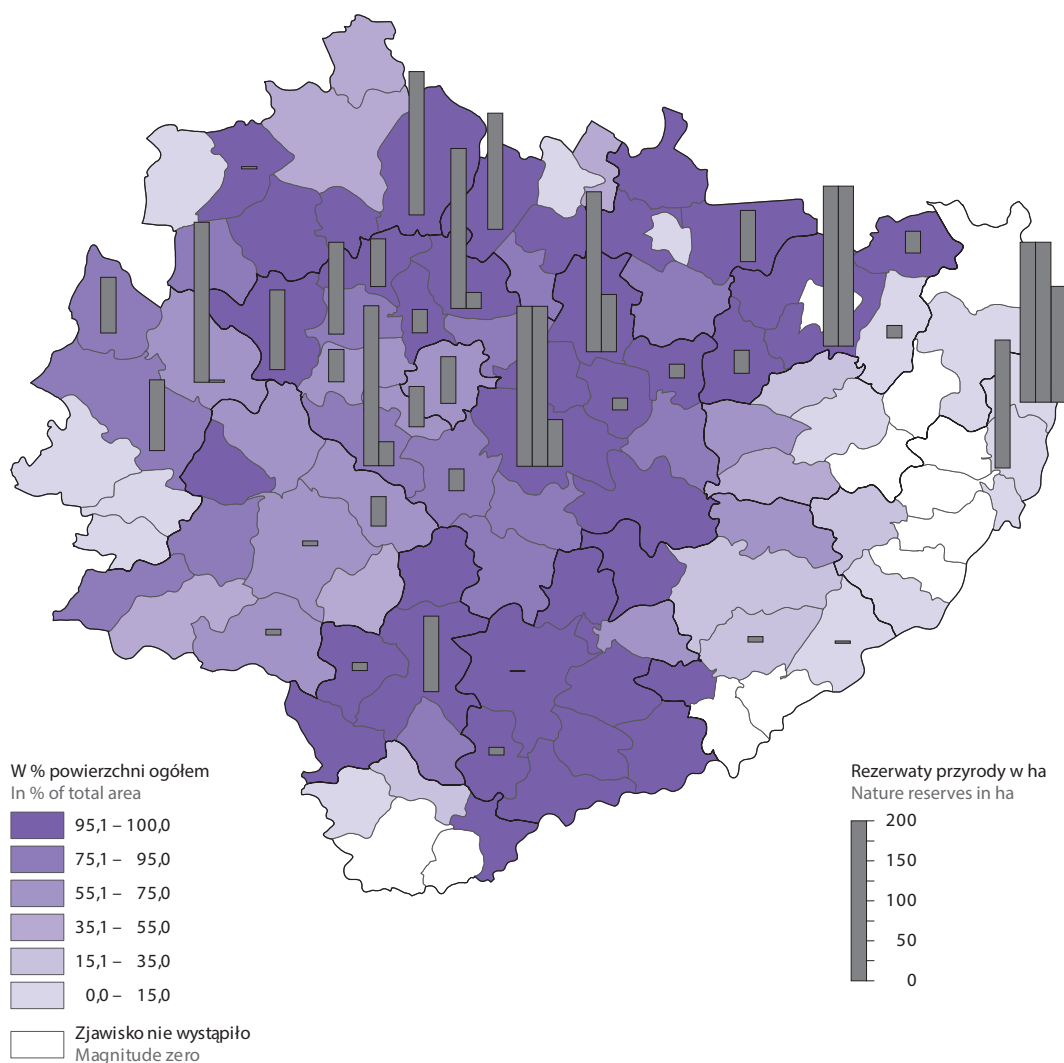 W % powierzchni ogółem
In % of total area
95,1 – 100,0
75,1 – 95,0
55,1 – 75,0
35,1 – 55,0
15,1 – 35,0
0,0 – 15,0
Zjawisko nie wystąpiło
Magnitude zero
Rezerwaty przyrody w ha
Nature reserves in ha
200
150
100
50
0